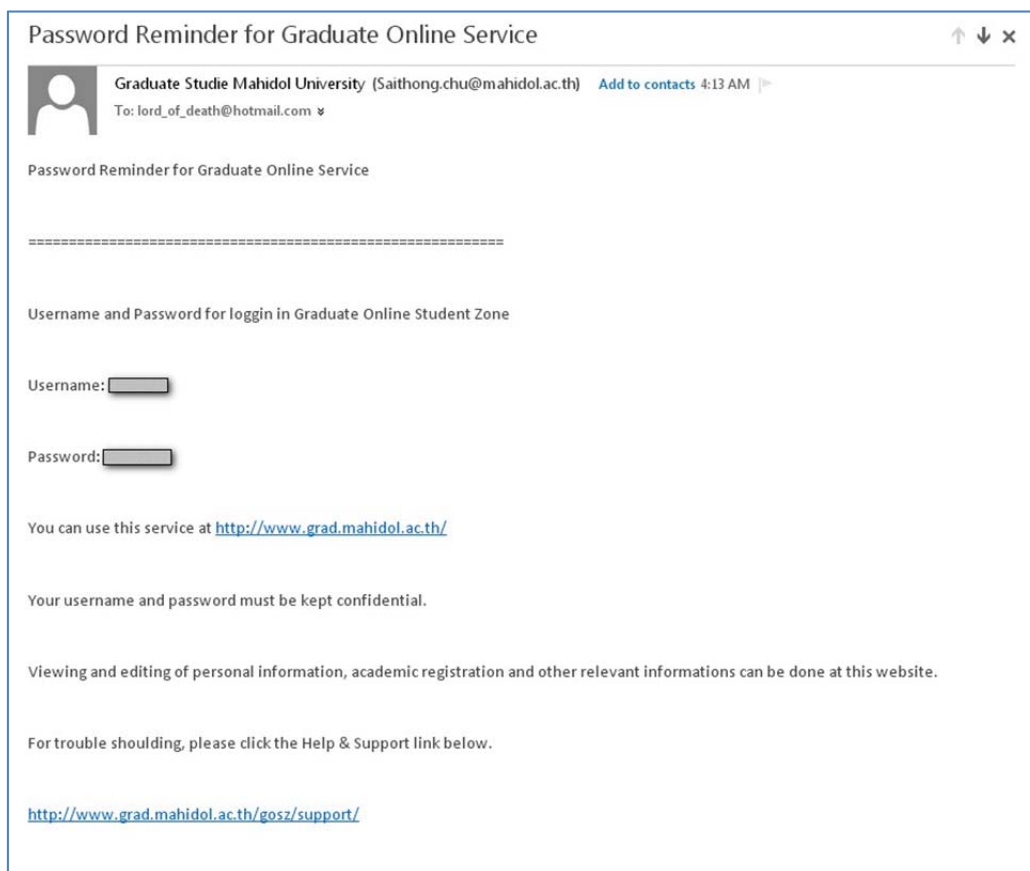 Password Reminder for Graduate Online Service
Graduate Studie Mahidol University (Saithong.chu@mahidol.ac.th) Add to contacts 4:13 AM
To: lord_of_death@hotmail.com
Password Reminder for Graduate Online Service
===========================================================
Username and Password for loggin in Graduate Online Student Zone
Username:
Password:
You can use this service at http://www.grad.mahidol.ac.th/
Your username and password must be kept confidential.
Viewing and editing of personal information, academic registration and other relevant informations can be done at this website.
For trouble shoulding, please click the Help & Support link below.
http://www.grad.mahidol.ac.th/gosz/support/